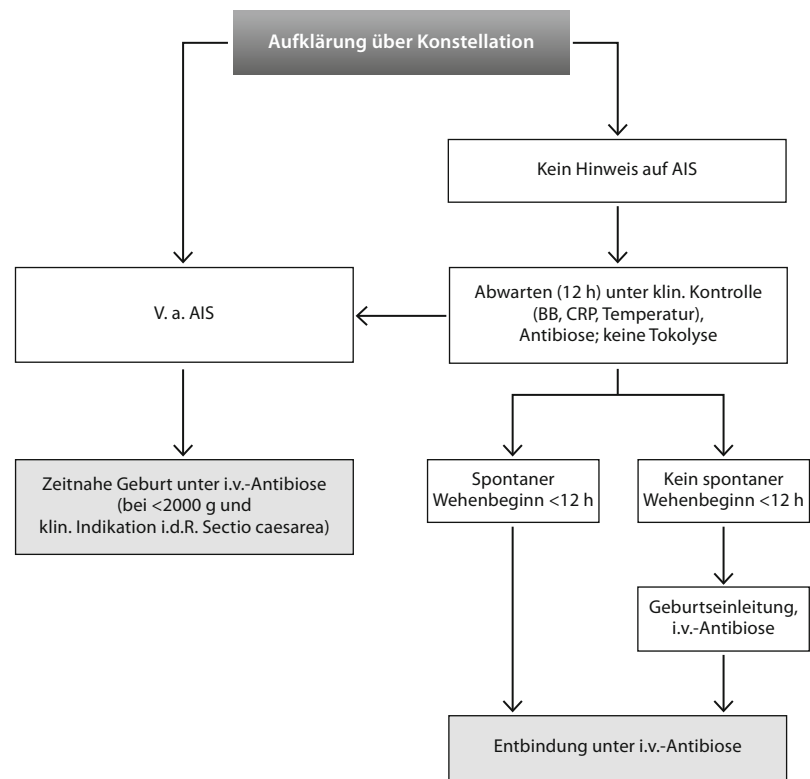 Aufklärung über Konstellation
Kein Hinweis auf AIS
V. a. AIS
Abwarten (12 h) unter klin. Kontrolle
(BB, CRP, Temperatur),
Antibiose; keine Tokolyse
Zeitnahe Geburt unter i.v.-Antibiose
(bei <2000 g und
klin. Indikation i.d.R. Sectio caesarea)
Spontaner
Wehenbeginn <12 h
Kein spontaner
Wehenbeginn <12 h
Geburtseinleitung,
i.v.-Antibiose
Entbindung unter i.v.-Antibiose